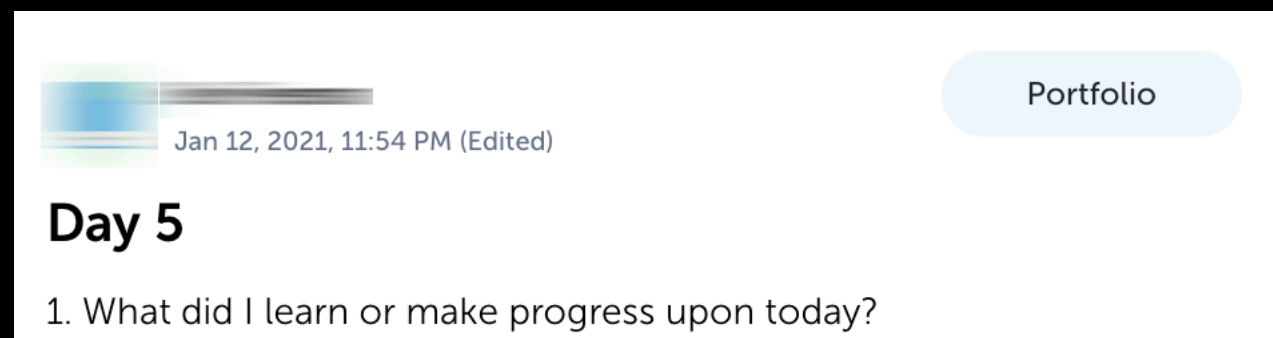 Portfolio
Jan 12, 2021, 11:54 PM (Edited)
Day 5
1. What did I learn or make progress upon today?